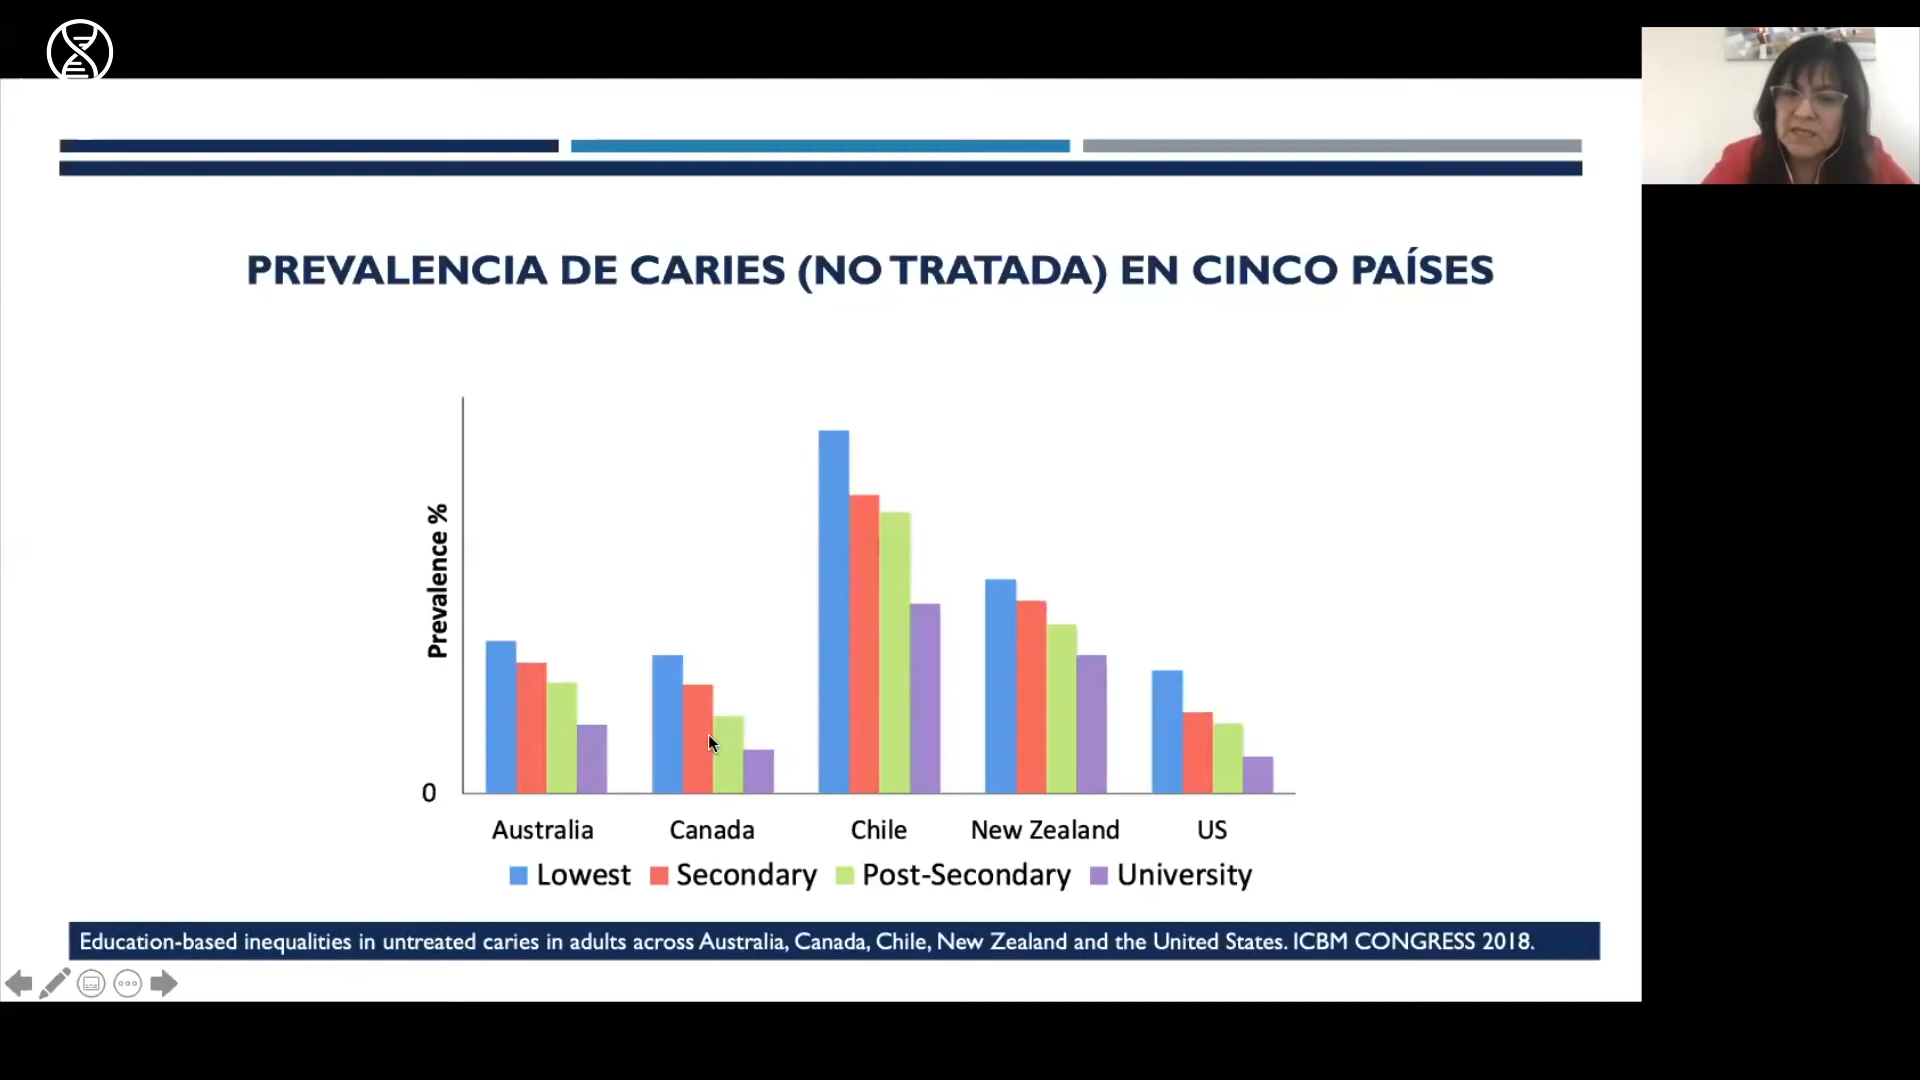 PREVALENCIA DE CARIES (NO TRATADA) EN CINCO PAÍSES
Prevalence %
0
Australia Canada Chile New Zealand US
Lowest Secondary Post-Secondary University
Education-based inequalities in untreated caries in adults across Australia, Canada, Chile, New Zealand and the United States. ICBM CONGRESS 2018.